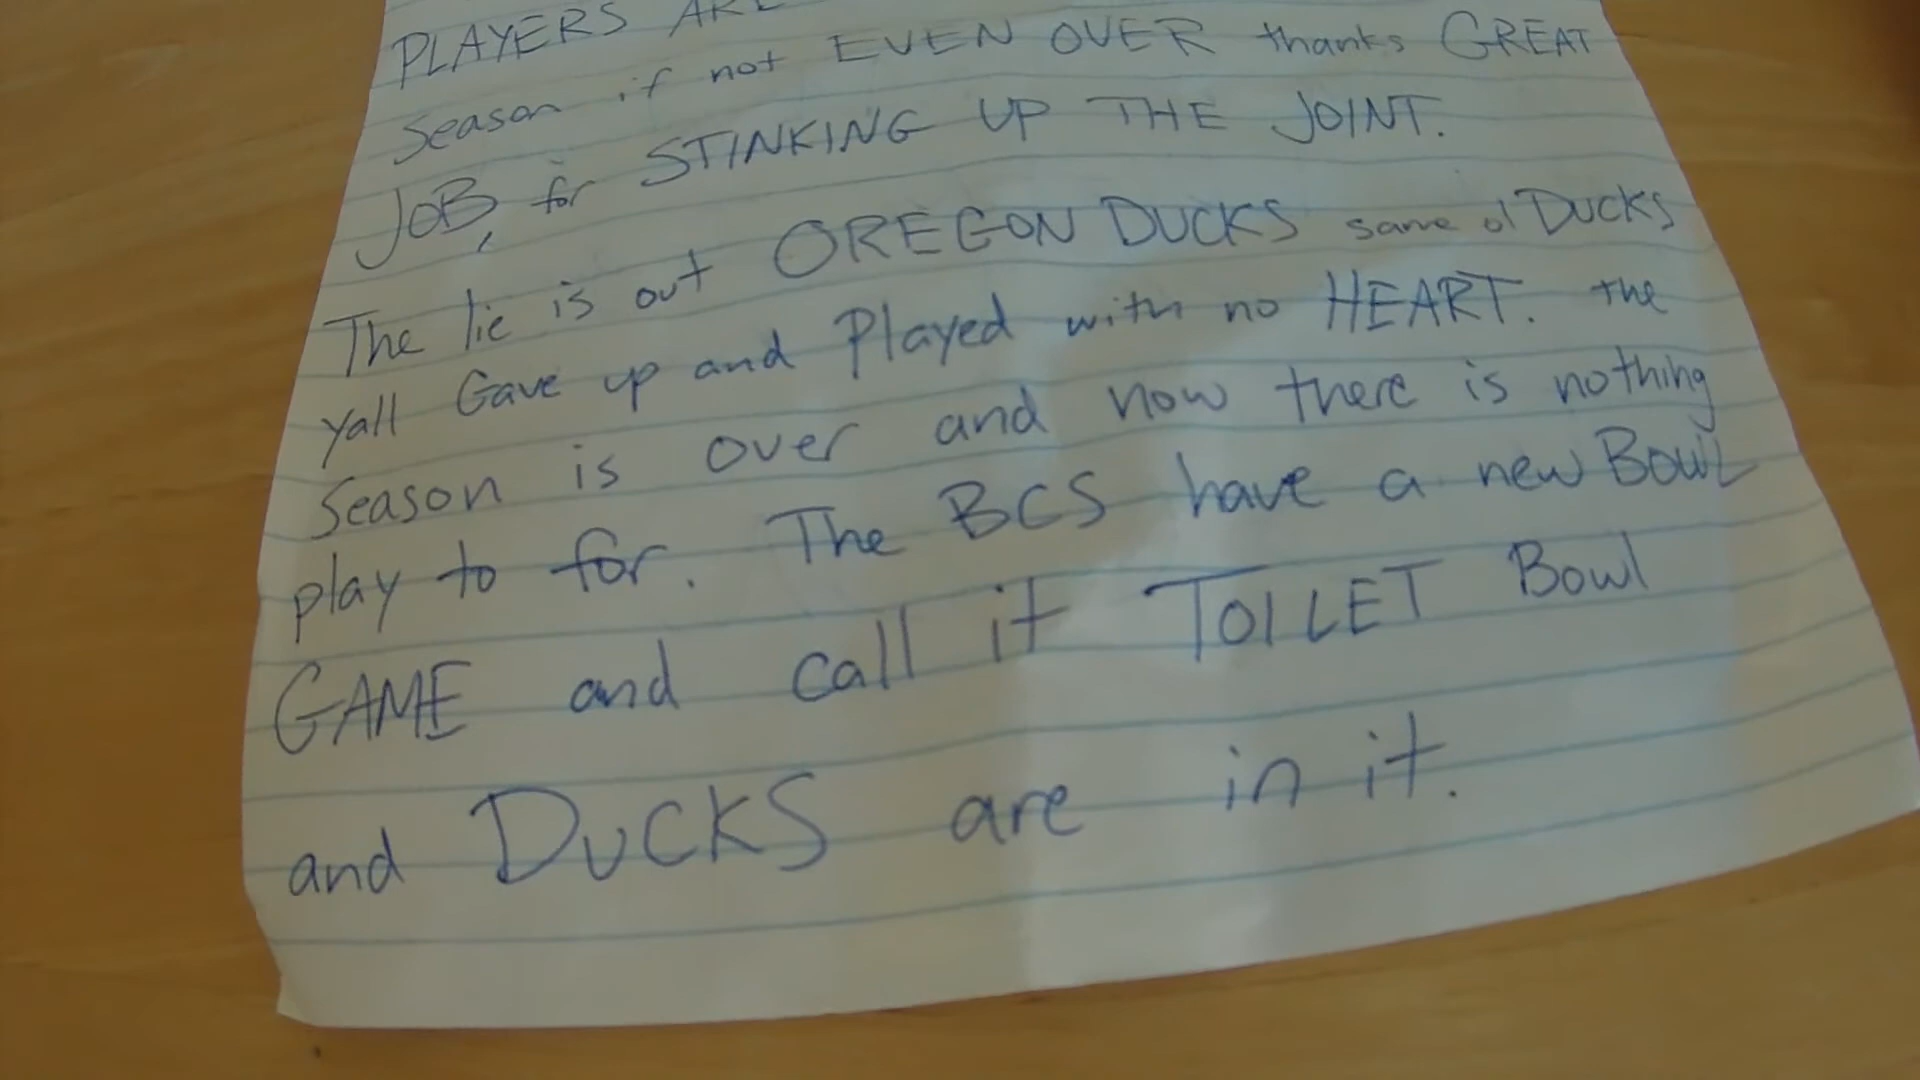 PLAYERS ARE
Season if not EVEN OVER thanks GREAT
JOB, for STINKING UP THE JOINT.
The lie is out OREGON DUCKS same ol DUCKS
yall Gave up and Played with no HEART. the
Season is over and now there is nothing
play to for. The BCS have a new Bowl
GAME and call it TOILET Bowl
and DUCKS are in it.